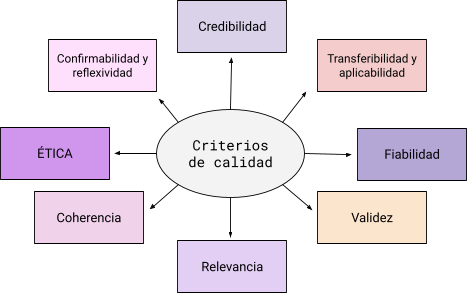 Credibilidad
Confirmabilidad y
reflexividad
Transferibilidad y
aplicabilidad
Criterios
de calidad
ÉTICA
Fiabilidad
Coherencia
Validez
Relevancia